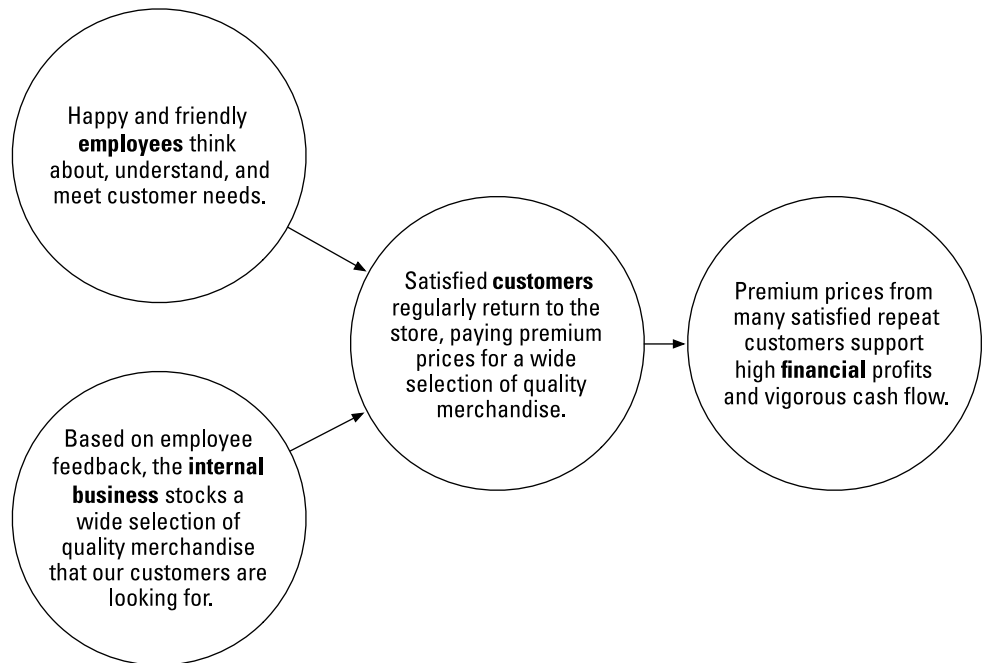 Happy and friendly
employees think
about, understand, and
meet customer needs.
Based on employee
feedback, the internal
business stocks a
wide selection of
quality merchandise
that our customers are
looking for.
Satisfied customers
regularly return to the
store, paying premium
prices for a wide
selection of quality
merchandise.
Premium prices from
many satisfied repeat
customers support
high financial profits
and vigorous cash flow.